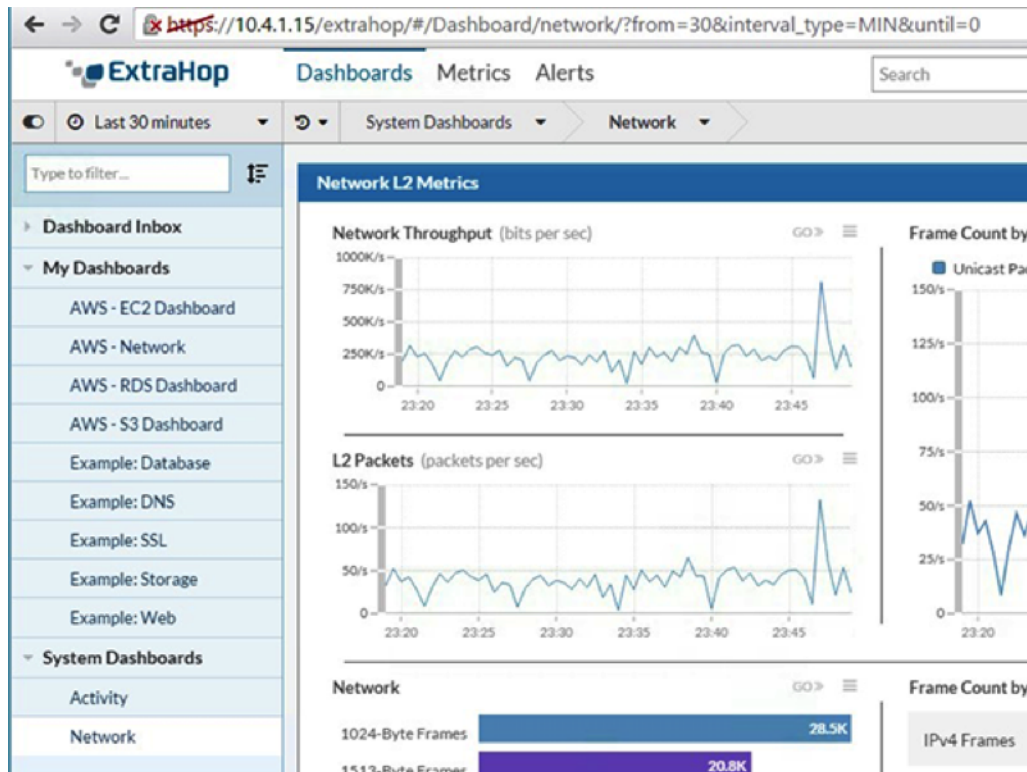 https://10.4.1.15/extrahop/#/Dashboard/network/?from=30&interval_type=MIN&until=0
ExtraHop
Dashboards Metrics Alerts
Search
Last 30 minutes
System Dashboards
Network
Type to filter...
Dashboard Inbox
My Dashboards
AWS - EC2 Dashboard
AWS - Network
AWS - RDS Dashboard
AWS - S3 Dashboard
Example: Database
Example: DNS
Example: SSL
Example: Storage
Example: Web
System Dashboards
Activity
Network
Network L2 Metrics
Network Throughput (bits per sec)
GO»
1000K/s
750K/s
500K/s
250K/s
0
23:20 23:25 23:30 23:35 23:40 23:45
L2 Packets (packets per sec)
GO»
150/s
100/s
50/s
0
23:20 23:25 23:30 23:35 23:40 23:45
Network
GO»
1024-Byte Frames 28.5K
1513-Byte Frames 20.8K
Frame Count by
Unicast Pac
150/s
125/s
100/s
75/s
50/s
25/s
0
23:20
Frame Count by
IPv4 Frames